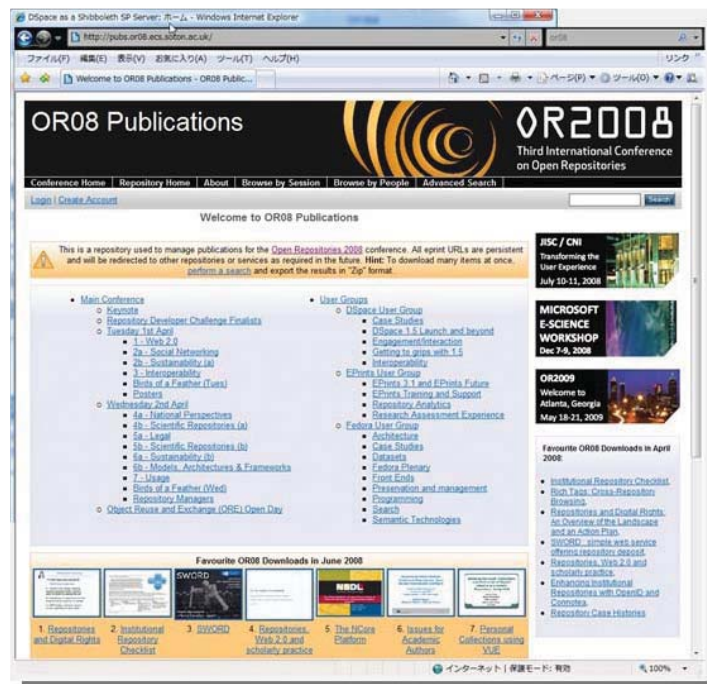 DSpace as a Shibboleth SP Server: ホーム - Windows Internet Explorer
http://pubs.or08.ecs.soton.ac.uk/
or08
ファイル(F) 編集(E) 表示(V) お気に入り(A) ツール(T) ヘルプ(H)
リンク
Welcome to OR08 Publications - OR08 Public...
ページ(P) ツール(O)
OR08 Publications
OR2008
Third International Conference
on Open Repositories
Conference Home | Repository Home | About | Browse by Session | Browse by People | Advanced Search
Login | Create Account
Search
Welcome to OR08 Publications
This is a repository used to manage publications for the Open Repositories 2008 conference. All eprint URLs are persistent
and will be redirected to other repositories or services as required in the future. Hint: To download many items at once,
perform a search and export the results in "Zip" format.
Main Conference
Keynote
Repository Developer Challenge Finalists
Tuesday 1st April
1 - Web 2.0
2a - Social Networking
2b - Sustainability (a)
3 - Interoperability
Birds of a Feather (Tues)
Posters
Wednesday 2nd April
4a - National Perspectives
4b - Scientific Repositories (a)
5a - Legal
5b - Scientific Repositories (b)
6a - Sustainability (b)
6b - Models, Architectures & Frameworks
7 - Usage
Birds of a Feather (Wed)
Repository Managers
Object Reuse and Exchange (ORE) Open Day
User Groups
DSpace User Group
Case Studies
DSpace 1.5 Launch and beyond
Engagement/Interaction
Getting to grips with 1.5
Interoperability
EPrints User Group
EPrints 3.1 and EPrints Future
EPrints Training and Support
Repository Analytics
Research Assessment Experience
Fedora User Group
Architecture
Case Studies
Datasets
Fedora Plenary
Front Ends
Preservation and management
Programming
Search
Semantic Technologies
JISC / CNI
Transforming the
User Experience
July 10-11, 2008
MICROSOFT
E-SCIENCE
WORKSHOP
Dec 7-9, 2008
OR2009
Welcome to
Atlanta, Georgia
May 18-21, 2009
Favourite OR08 Downloads in April
2008:
Institutional Repository Checklist.
Rich Tags: Cross-Repository
Browsing.
Repositories and Digital Rights:
An Overview of the Landscape
and an Action Plan.
SWORD : simple web service
offering repository deposit.
Repositories, Web 2.0 and
scholarly practice.
Enhancing Institutional
Repositories with OpenID and
Connotea.
Repository Case Histories
Favourite OR08 Downloads in June 2008
SWORD
NSDL
1. Repositories
and Digital Rights
2. Institutional
Repository
Checklist
3. SWORD
4. Repositories,
Web 2.0 and
scholarly practice
5. The NCore
Platform
6. Issues for
Academic
Authors
7. Personal
Collections using
VUE
インターネット | 保護モード: 有効
100%